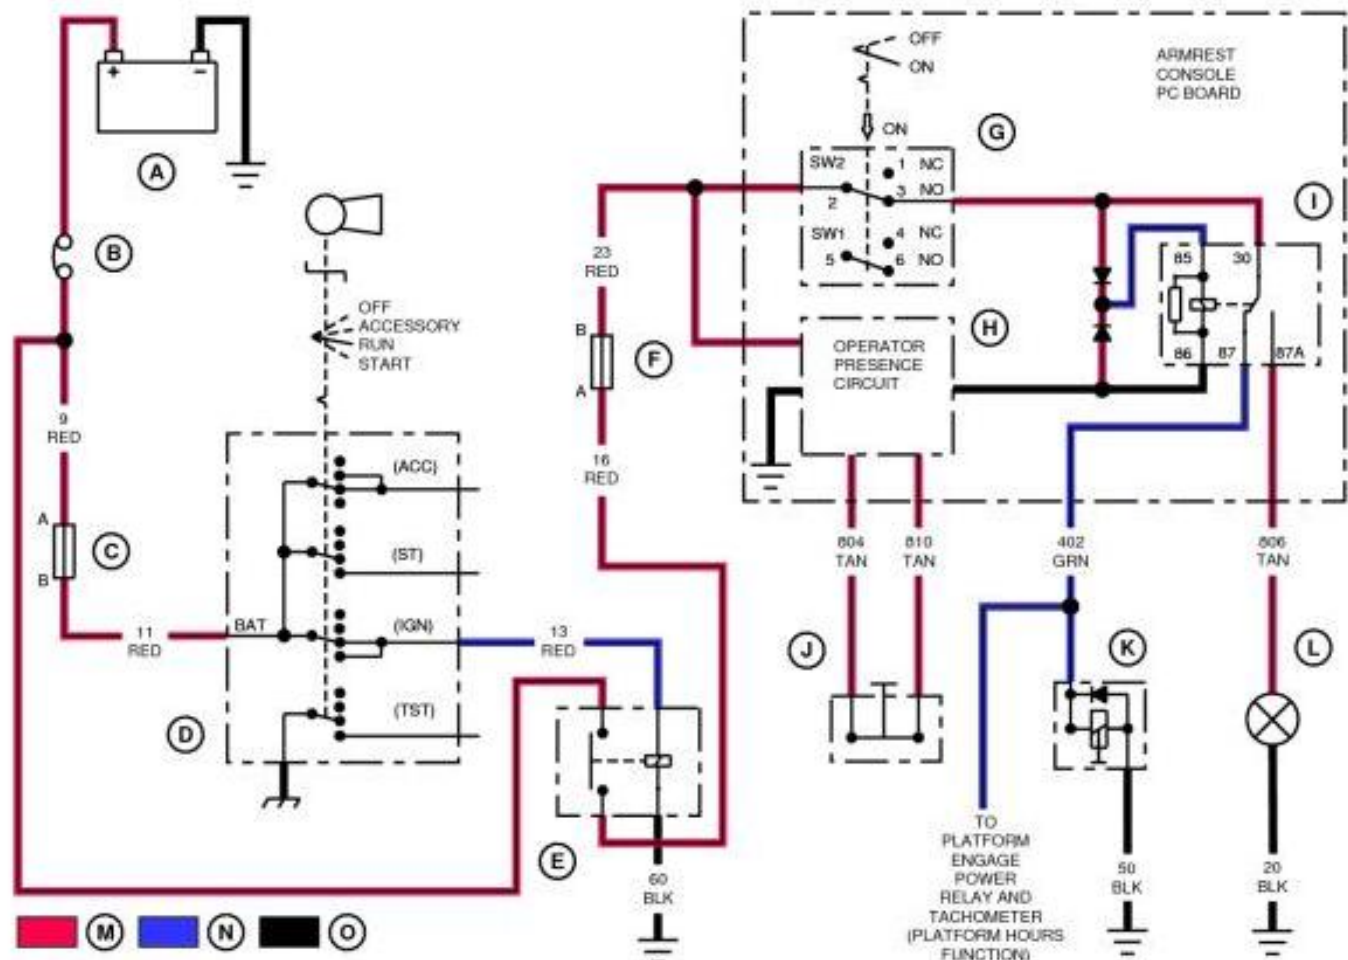 +
−
A
B
9
RED
A
B
C
11
RED
OFF
ACCESSORY
RUN
START
BAT
(ACC)
(ST)
(IGN)
(TST)
D
13
RED
E
60
BLK
23
RED
B
A
F
16
RED
OFF
ON
ARMREST
CONSOLE
PC BOARD
ON
G
SW2
1 NC
2
3 NO
SW1
4 NC
5
6 NO
H
OPERATOR
PRESENCE
CIRCUIT
I
85
30
86
87
87A
804
TAN
810
TAN
402
GRN
806
TAN
J
K
L
TO
PLATFORM
ENGAGE
POWER
RELAY AND
TACHOMETER
(PLATFORM HOURS
FUNCTION)
50
BLK
20
BLK
M
N
O